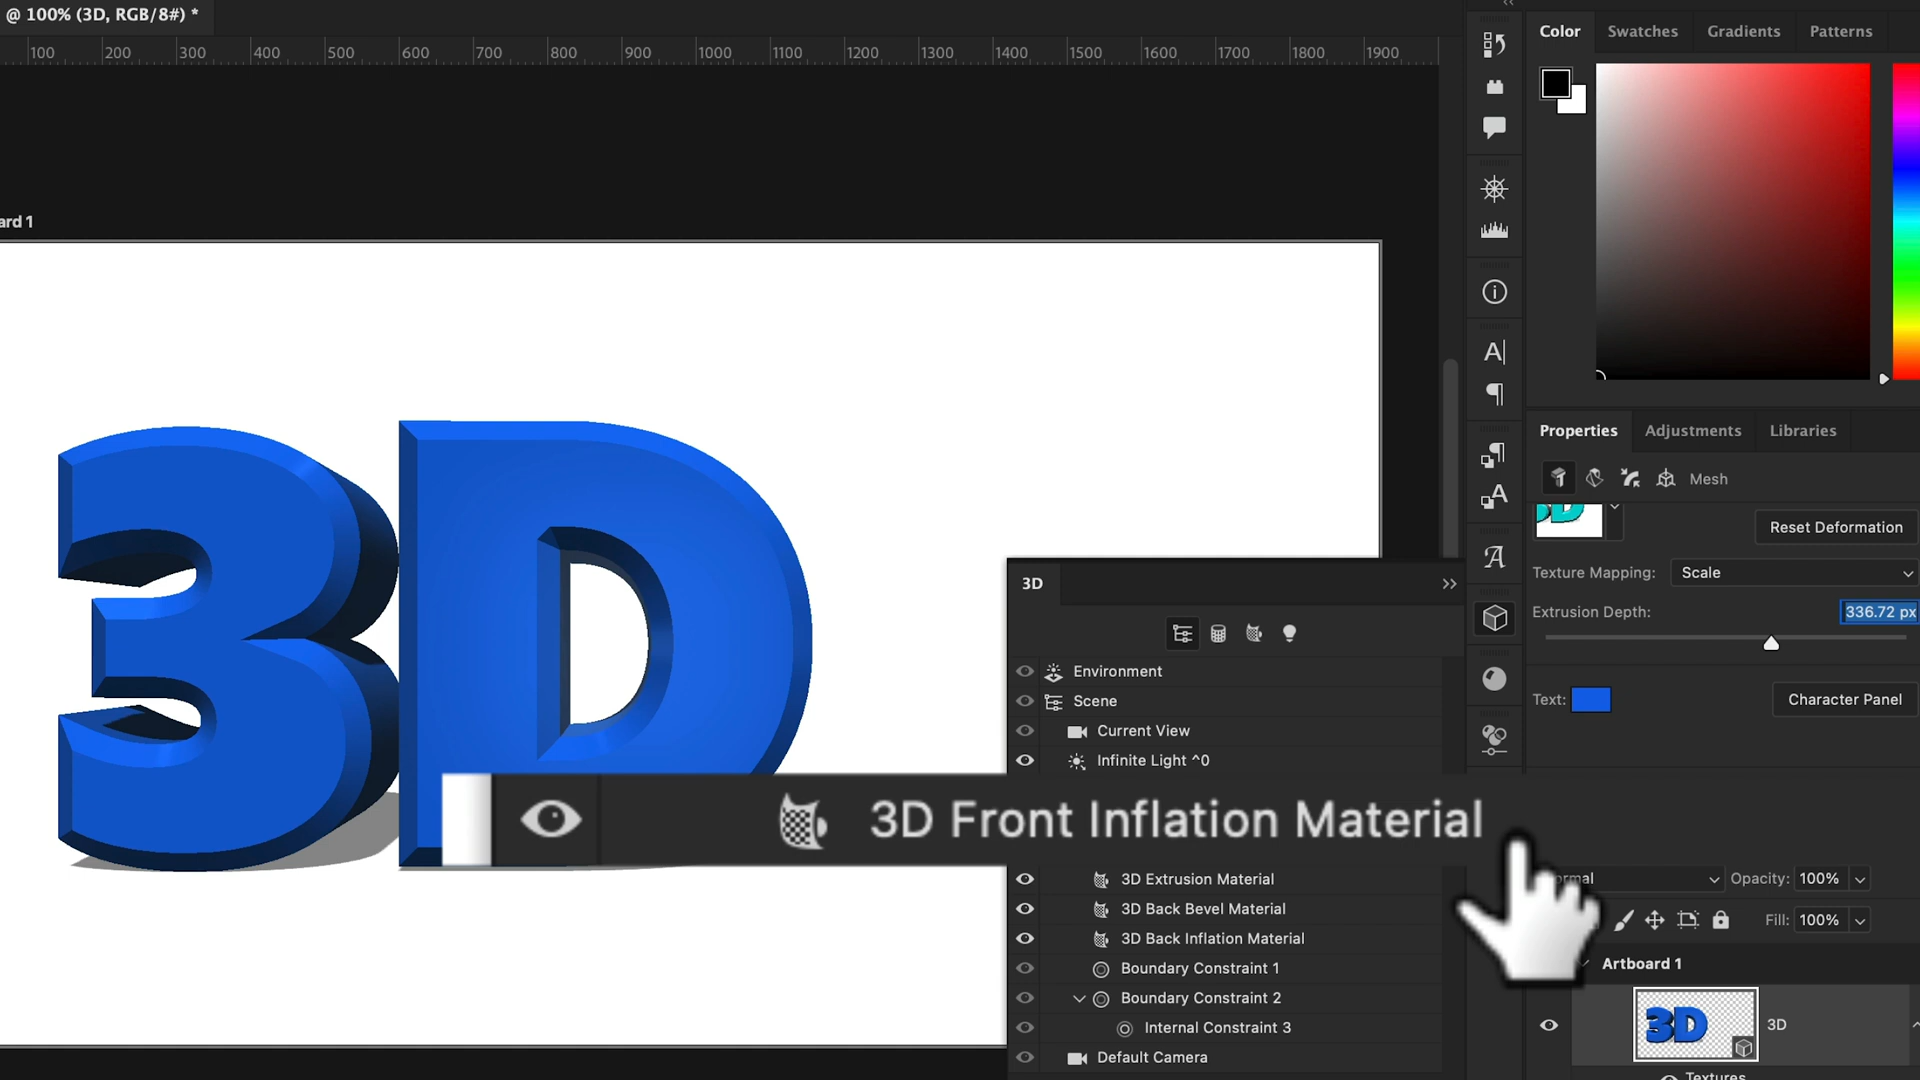 @ 100% (3D, RGB/8#) *
100 200 300 400 500 600 700 800 900 1000 1100 1200 1300 1400 1500 1600 1700 1800 1900
ard 1
Color Swatches Gradients Patterns
Properties Adjustments Libraries
Mesh
Reset Deformation
Texture Mapping: Scale
Extrusion Depth: 336.72 px
Text: Character Panel
3D
3D
Environment
Scene
Current View
Infinite Light ^0
3D Front Inflation Material
3D Extrusion Material
3D Back Bevel Material
3D Back Inflation Material
Boundary Constraint 1
Boundary Constraint 2
Internal Constraint 3
Default Camera
rmal Opacity: 100%
Fill: 100%
Artboard 1
3D 3D
Textures